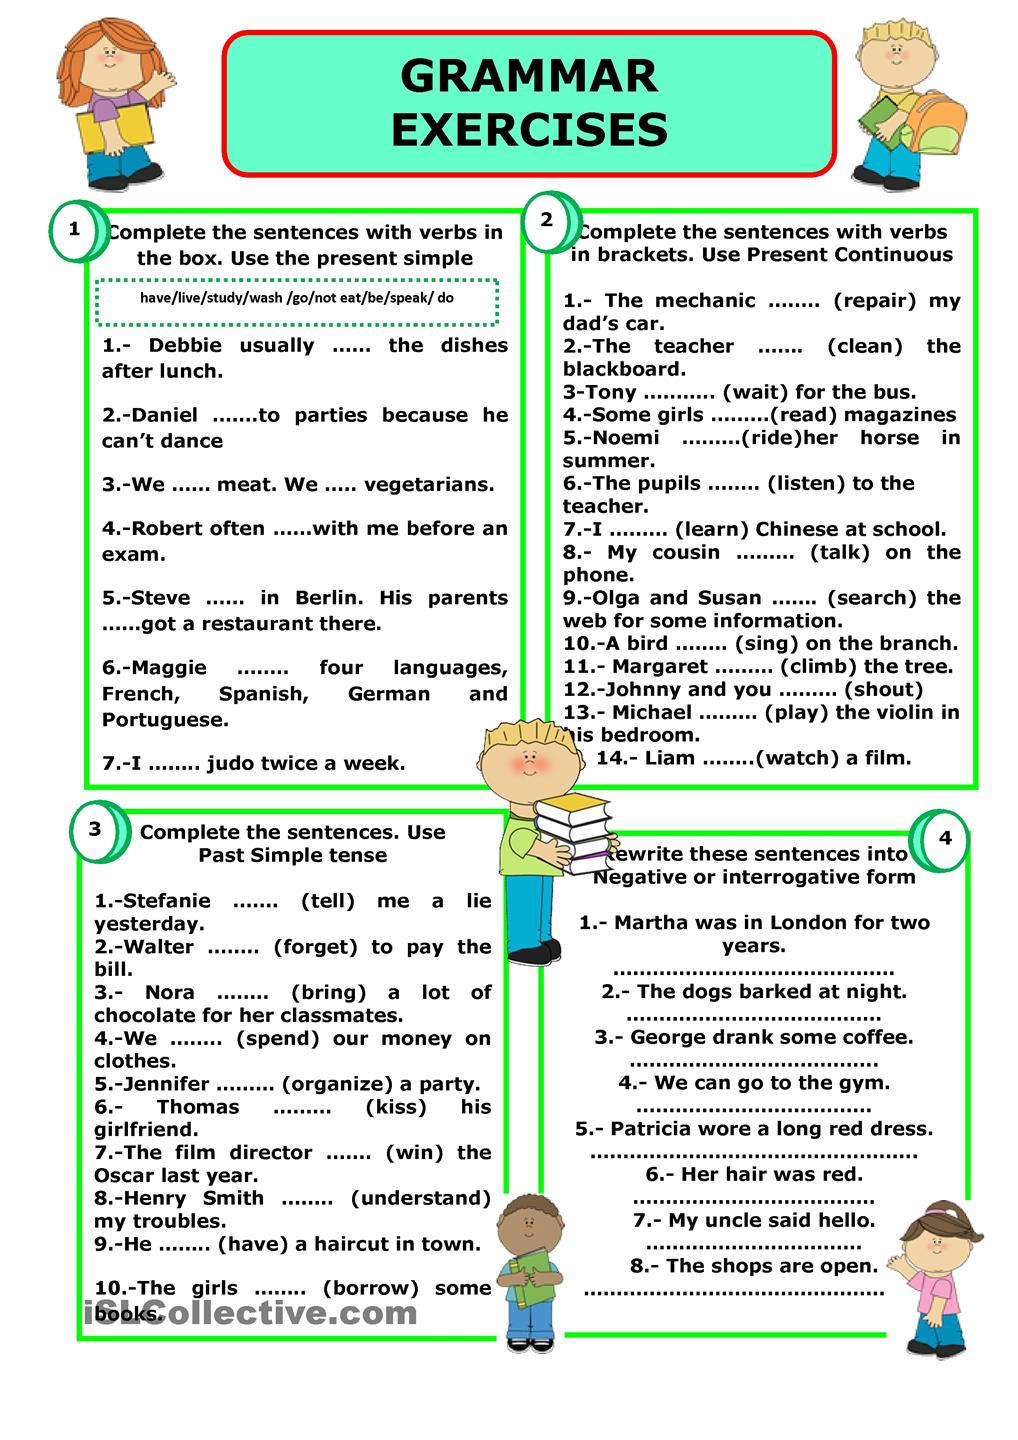 GRAMMAR
EXERCISES
1
Complete the sentences with verbs in
the box. Use the present simple
have/live/study/wash /go/not eat/be/speak/ do
1.- Debbie usually ...... the dishes
after lunch.
2.-Daniel .......to parties because he
can’t dance
3.-We ...... meat. We ..... vegetarians.
4.-Robert often ......with me before an
exam.
5.-Steve ...... in Berlin. His parents
......got a restaurant there.
6.-Maggie ........ four languages,
French, Spanish, German and
Portuguese.
7.-I ........ judo twice a week.
2
Complete the sentences with verbs
in brackets. Use Present Continuous
1.- The mechanic ........ (repair) my
dad’s car.
2.-The teacher ....... (clean) the
blackboard.
3-Tony ........... (wait) for the bus.
4.-Some girls .........(read) magazines
5.-Noemi .........(ride)her horse in
summer.
6.-The pupils ........ (listen) to the
teacher.
7.-I ......... (learn) Chinese at school.
8.- My cousin ......... (talk) on the
phone.
9.-Olga and Susan ....... (search) the
web for some information.
10.-A bird ........ (sing) on the branch.
11.- Margaret ......... (climb) the tree.
12.-Johnny and you ......... (shout)
13.- Michael ......... (play) the violin in
his bedroom.
14.- Liam ........(watch) a film.
3
Complete the sentences. Use
Past Simple tense
1.-Stefanie ....... (tell) me a lie
yesterday.
2.-Walter ........ (forget) to pay the
bill.
3.- Nora ........ (bring) a lot of
chocolate for her classmates.
4.-We ........ (spend) our money on
clothes.
5.-Jennifer ......... (organize) a party.
6.- Thomas ......... (kiss) his
girlfriend.
7.-The film director ....... (win) the
Oscar last year.
8.-Henry Smith ........ (understand)
my troubles.
9.-He ........ (have) a haircut in town.
10.-The girls ........ (borrow) some
books.
iSLCollective.com
4
Rewrite these sentences into
Negative or interrogative form
1.- Martha was in London for two
years.
...........................................
2.- The dogs barked at night.
.......................................
3.- George drank some coffee.
......................................
4.- We can go to the gym.
....................................
5.- Patricia wore a long red dress.
..................................................
6.- Her hair was red.
.....................................
7.- My uncle said hello.
.................................
8.- The shops are open.
..............................................